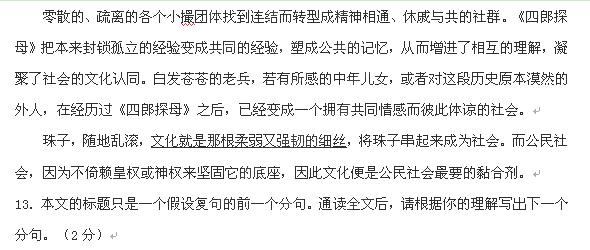 零散的、疏离的各个小撮团体找到连结而转型成精神相通、休戚与共的社群。《四郎探
母》把本来封锁孤立的经验变成共同的经验，塑成公共的记忆，从而增进了相互的理解，凝
聚了社会的文化认同。白发苍苍的老兵，若有所感的中年儿女，或者对这段历史原本漠然的
外人，在经历过《四郎探母》之后，已经变成一个拥有共同情感而彼此体谅的社会。
珠子，随地乱滚，文化就是那根柔弱又强韧的细丝，将珠子串起来成为社会。而公民社
会，因为不倚赖皇权或神权来坚固它的底座，因此文化便是公民社会最要的黏合剂。
13. 本文的标题只是一个假设复句的前一个分句。通读全文后，请根据你的理解写出下一个
分句。（2分）